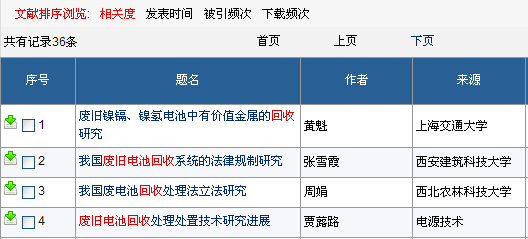 文献排序浏览: 相关度 发表时间 被引频次 下载频次
共有记录36条 首页 上页 下页
序号 题名 作者 来源
1 废旧镍镉、镍氢电池中有价值金属的回收 黄魁 上海交通大学
研究
2 我国废旧电池回收系统的法律规制研究 张雪霞 西安建筑科技大学
3 我国废电池回收处理法立法研究 周娟 西北农林科技大学
4 废旧电池回收处理处置技术研究进展 贾蕗路 电源技术